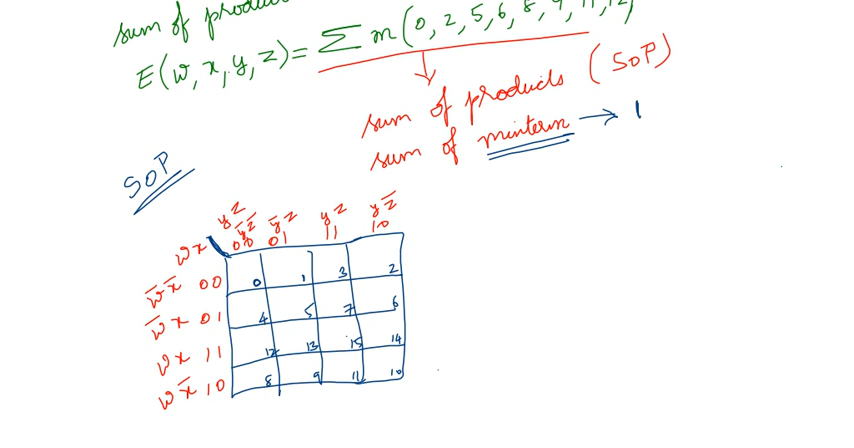 sum of product
E(w, x, y, z) = Σ m (0, 2, 5, 6, 8, 9, 11, 12)
sum of products (SOP)
sum of minterm → 1
SOP
yz
wx ȳz̄ ȳz yz yz̄
00 01 11 10
w̄x̄ 00 0 1 3 2
w̄x 01 4 5 7 6
wx 11 12 13 15 14
wx̄ 10 8 9 11 10